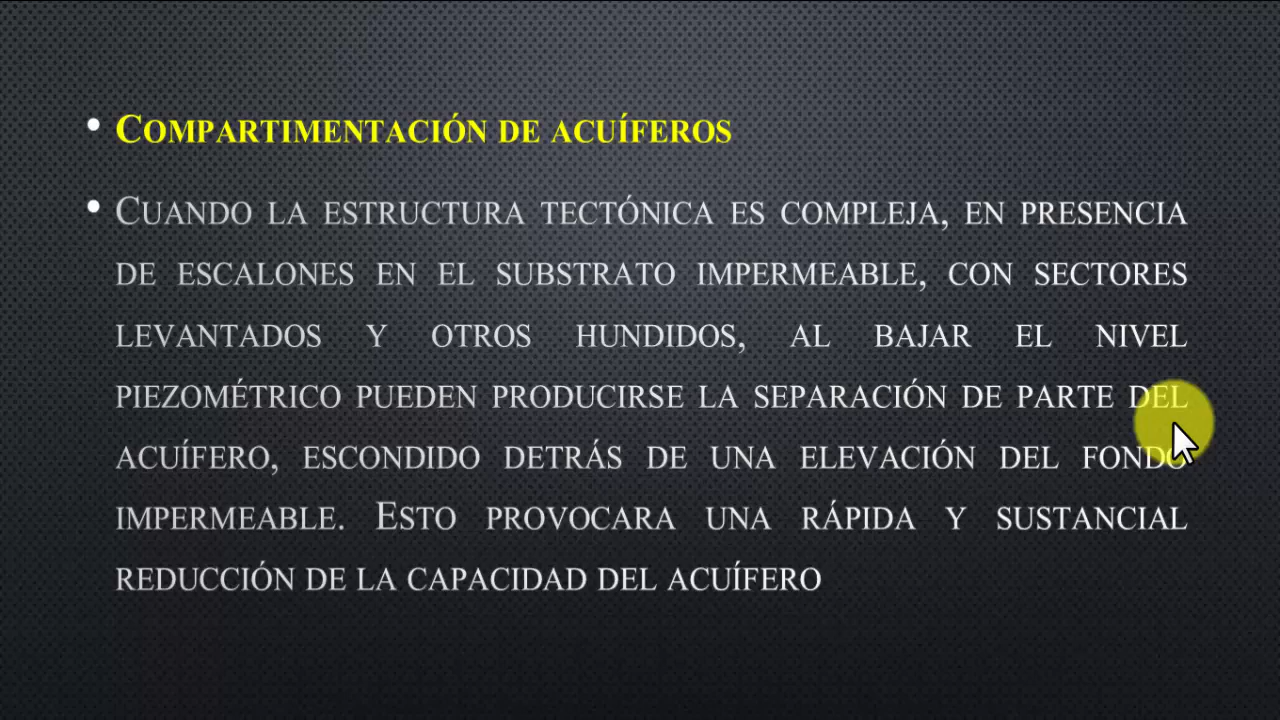 • Compartimentación de acuíferos
• Cuando la estructura tectónica es compleja, en presencia
de escalones en el substrato impermeable, con sectores
levantados y otros hundidos, al bajar el nivel
piezométrico pueden producirse la separación de parte del
acuífero, escondido detrás de una elevación del fondo
impermeable. Esto provocara una rápida y sustancial
reducción de la capacidad del acuífero